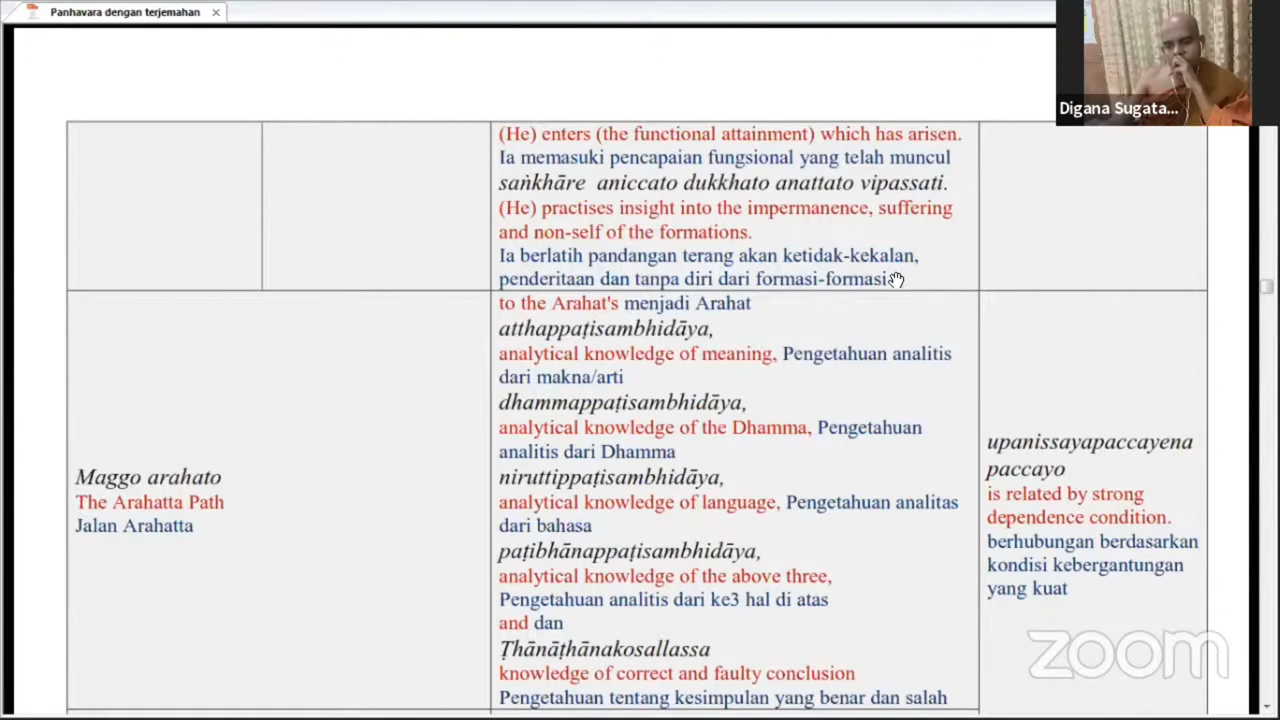 Panhavara dengan terjemahan
Digana Sugata...
(He) enters (the functional attainment) which has arisen.
Ia memasuki pencapaian fungsional yang telah muncul
saṅkhāre aniccato dukkhato anattato vipassati.
(He) practises insight into the impermanence, suffering
and non-self of the formations.
Ia berlatih pandangan terang akan ketidak-kekalan,
penderitaan dan tanpa diri dari formasi-formasi
Maggo arahato
The Arahatta Path
Jalan Arahatta
to the Arahat's menjadi Arahat
atthappaṭisambhidāya,
analytical knowledge of meaning, Pengetahuan analitis
dari makna/arti
dhammappaṭisambhidāya,
analytical knowledge of the Dhamma, Pengetahuan
analitis dari Dhamma
niruttippaṭisambhidāya,
analytical knowledge of language, Pengetahuan analitas
dari bahasa
paṭibhānappaṭisambhidāya,
analytical knowledge of the above three,
Pengetahuan analitis dari ke3 hal di atas
and dan
Ṭhānāṭhānakosallassa
knowledge of correct and faulty conclusion
Pengetahuan tentang kesimpulan yang benar dan salah
upanissayapaccayena
paccayo
is related by strong
dependence condition.
berhubungan berdasarkan
kondisi kebergantungan
yang kuat
zoom